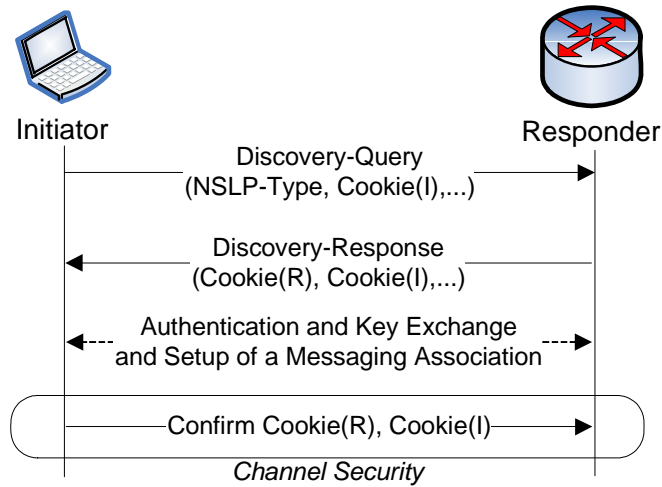 Initiator
Responder
Discovery-Query
(NSLP-Type, Cookie(I),...)
Discovery-Response
(Cookie(R), Cookie(I),...)
Authentication and Key Exchange
and Setup of a Messaging Association
Confirm Cookie(R), Cookie(I)
Channel Security